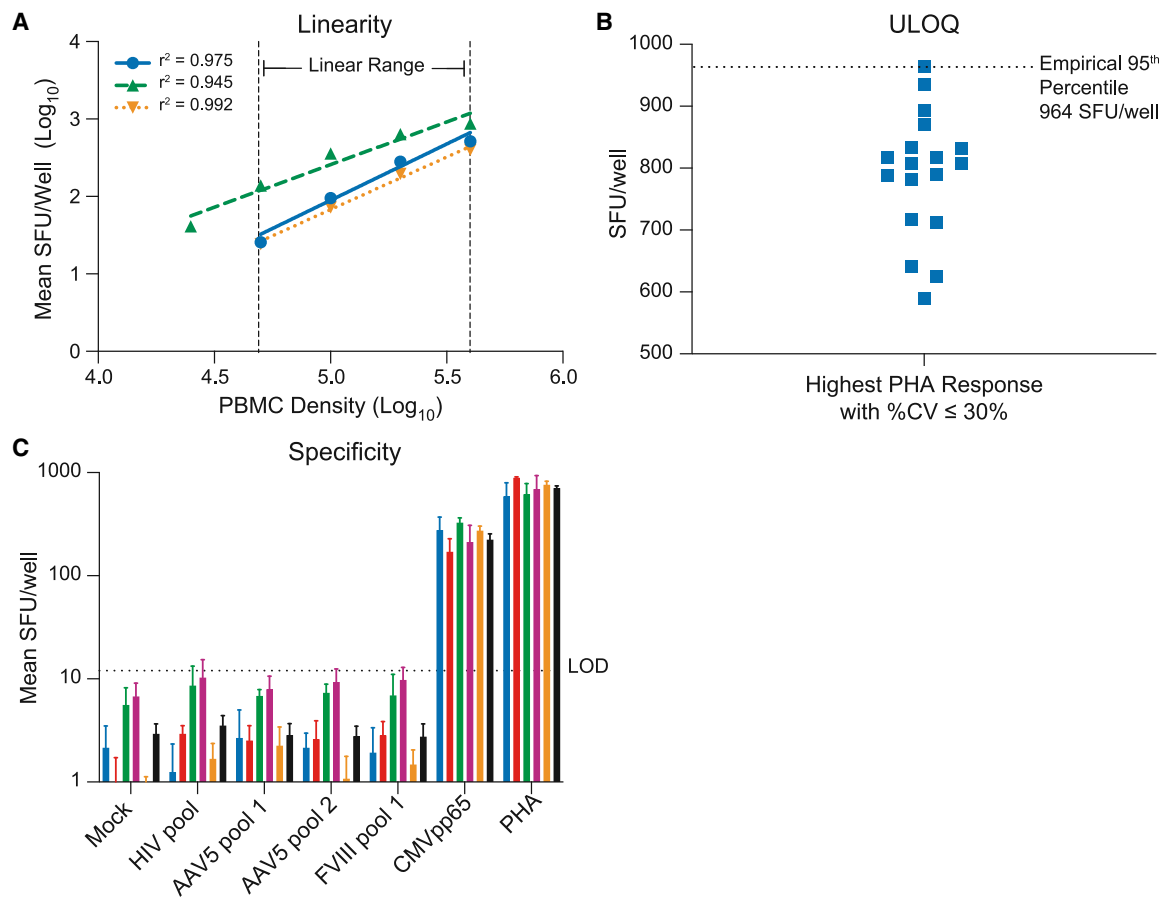 A
Linearity
4
3
2
1
0
Mean SFU/Well (Log10)
r² = 0.975
r² = 0.945
r² = 0.992
Linear Range
4.0 4.5 5.0 5.5 6.0
PBMC Density (Log10)
B
ULOQ
1000
900
800
700
600
500
SFU/well
Empirical 95th
Percentile
964 SFU/well
Highest PHA Response
with %CV ≤ 30%
C
Specificity
1000
100
10
1
Mean SFU/well
LOD
Mock
HIV pool
AAV5 pool 1
AAV5 pool 2
FVIII pool 1
CMVpp65
PHA